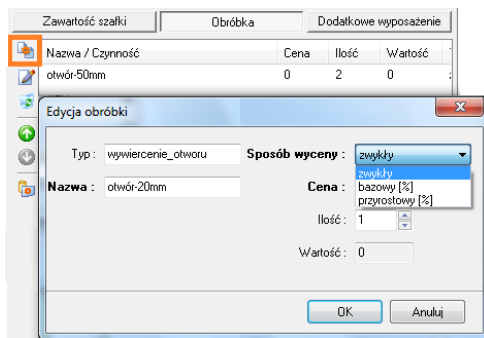 Zawartość szafki Obróbka Dodatkowe wyposażenie
Nazwa / Czynność Cena Ilość Wartość
otwór-50mm 0 2 0
Edycja obróbki
Typ : wywiercenie_otworu Sposób wyceny : zwykły
zwykły
Nazwa : otwór-20mm Cena : bazowy [%]
przyrostowy [%]
Ilość : 1
Wartość : 0
OK Anuluj